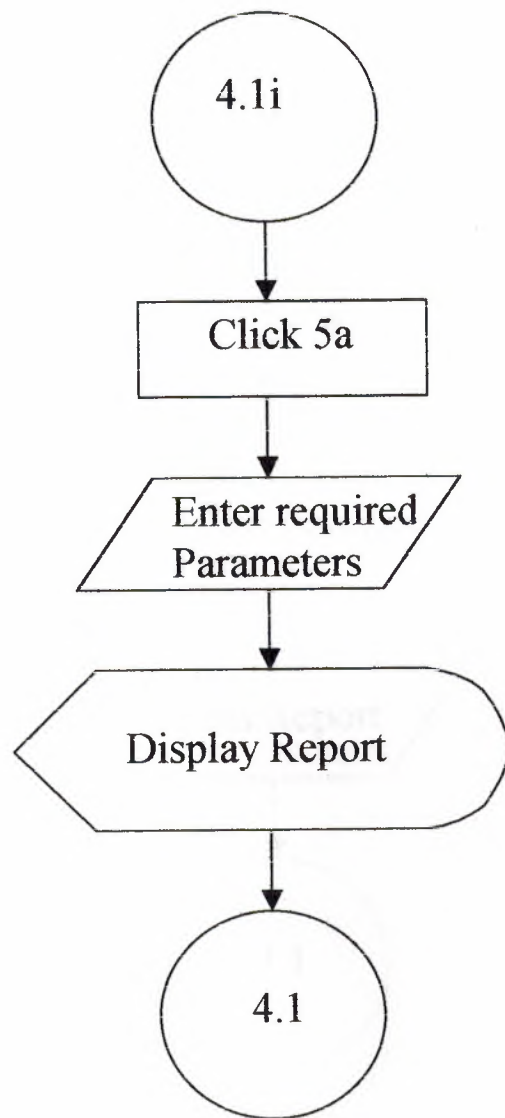 4.1i
Click 5a
Enter required
Parameters
Display Report
4.1